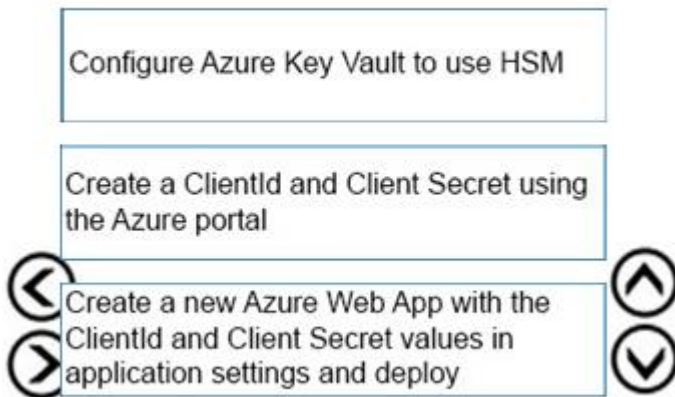 Configure Azure Key Vault to use HSM
Create a ClientId and Client Secret using
the Azure portal
Create a new Azure Web App with the
ClientId and Client Secret values in
application settings and deploy